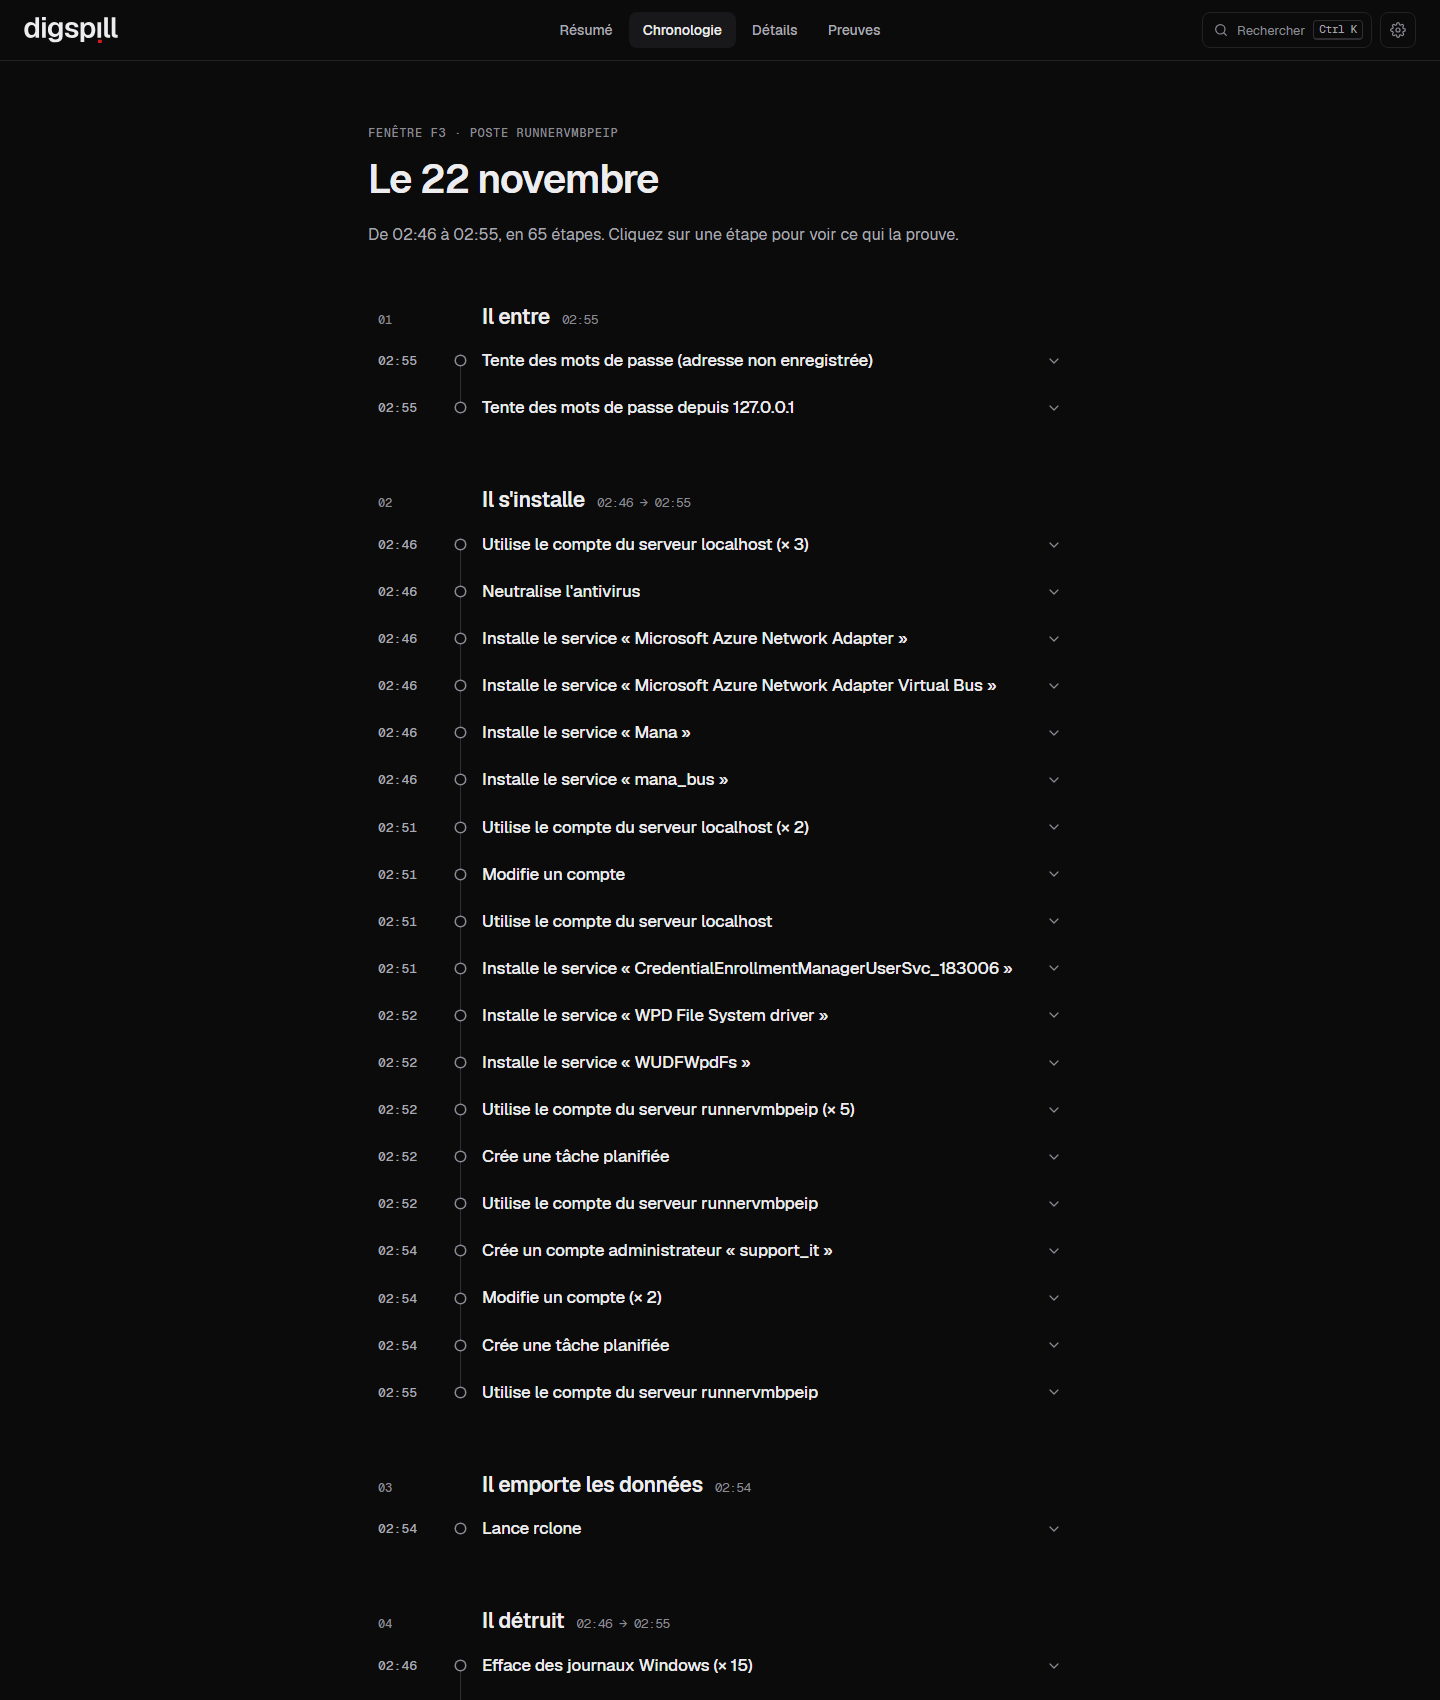 digspill
Résumé
Chronologie
Détails
Preuves
Rechercher
Ctrl K
FENÊTRE F3 · POSTE RUNNERVMBPEIP
Le 22 novembre
De 02:46 à 02:55, en 65 étapes. Cliquez sur une étape pour voir ce qui la prouve.
01 Il entre 02:55
02:55 Tente des mots de passe (adresse non enregistrée)
02:55 Tente des mots de passe depuis 127.0.0.1
02 Il s'installe 02:46 → 02:55
02:46 Utilise le compte du serveur localhost (× 3)
02:46 Neutralise l'antivirus
02:46 Installe le service « Microsoft Azure Network Adapter »
02:46 Installe le service « Microsoft Azure Network Adapter Virtual Bus »
02:46 Installe le service « Mana »
02:46 Installe le service « mana_bus »
02:51 Utilise le compte du serveur localhost (× 2)
02:51 Modifie un compte
02:51 Utilise le compte du serveur localhost
02:51 Installe le service « CredentialEnrollmentManagerUserSvc_183006 »
02:52 Installe le service « WPD File System driver »
02:52 Installe le service « WUDFWpdFs »
02:52 Utilise le compte du serveur runnervmbpeip (× 5)
02:52 Crée une tâche planifiée
02:52 Utilise le compte du serveur runnervmbpeip
02:54 Crée un compte administrateur « support_it »
02:54 Modifie un compte (× 2)
02:54 Crée une tâche planifiée
02:55 Utilise le compte du serveur runnervmbpeip
03 Il emporte les données 02:54
02:54 Lance rclone
04 Il détruit 02:46 → 02:55
02:46 Efface des journaux Windows (× 15)